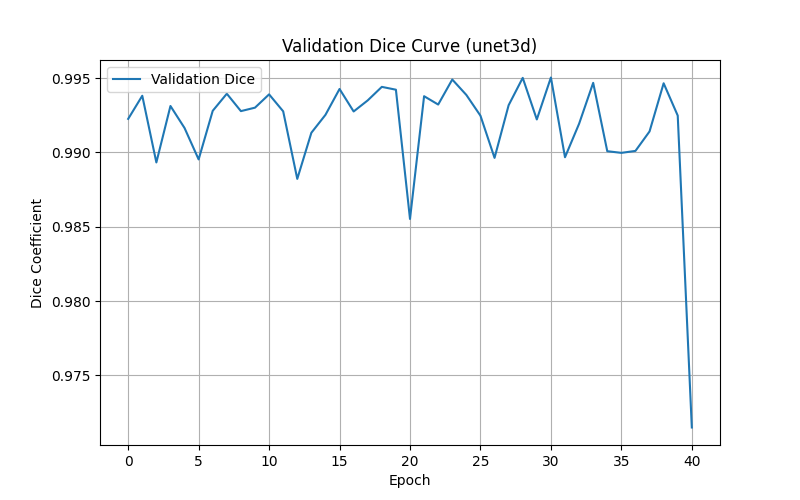 Validation Dice Curve (unet3d)
Validation Dice
0.995
0.990
0.985
0.980
0.975
Dice Coefficient
0 5 10 15 20 25 30 35 40
Epoch